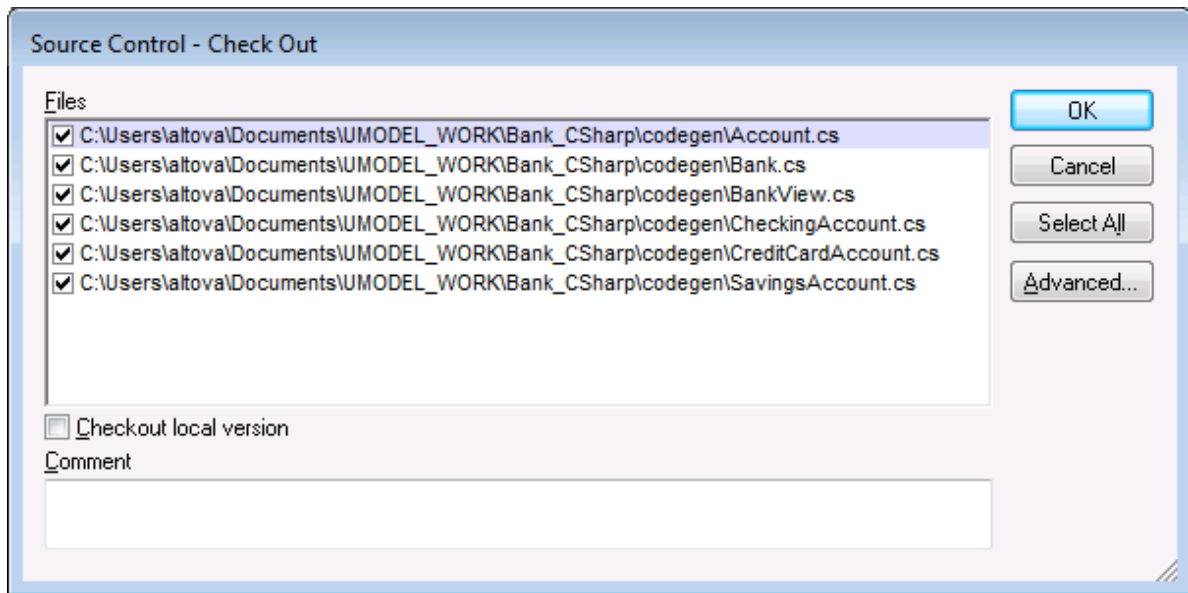 Source Control - Check Out
Files
C:\Users\altova\Documents\UMODEL_WORK\Bank_CSharp\codegen\Account.cs
C:\Users\altova\Documents\UMODEL_WORK\Bank_CSharp\codegen\Bank.cs
C:\Users\altova\Documents\UMODEL_WORK\Bank_CSharp\codegen\BankView.cs
C:\Users\altova\Documents\UMODEL_WORK\Bank_CSharp\codegen\CheckingAccount.cs
C:\Users\altova\Documents\UMODEL_WORK\Bank_CSharp\codegen\CreditCardAccount.cs
C:\Users\altova\Documents\UMODEL_WORK\Bank_CSharp\codegen\SavingsAccount.cs
Checkout local version
Comment
OK
Cancel
Select All
Advanced...